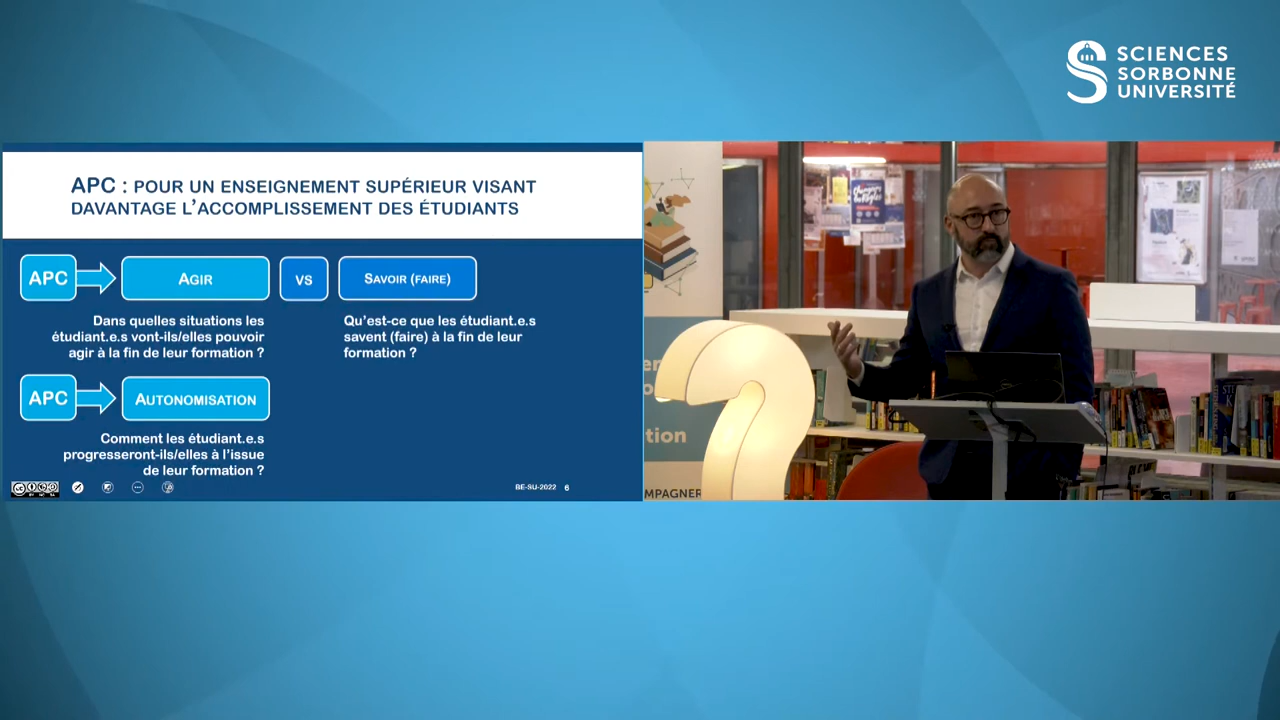 SCIENCES
SORBONNE
UNIVERSITÉ
APC : POUR UN ENSEIGNEMENT SUPÉRIEUR VISANT
DAVANTAGE L'ACCOMPLISSEMENT DES ÉTUDIANTS
APC
AGIR
VS
SAVOIR (FAIRE)
Dans quelles situations les
étudiant.e.s vont-ils/elles pouvoir
agir à la fin de leur formation ?
Qu'est-ce que les étudiant.e.s
savent (faire) à la fin de leur
formation ?
APC
AUTONOMISATION
Comment les étudiant.e.s
progresseront-ils/elles à l'issue
de leur formation ?
BE-SU-2022 6
tion
MPAGNER